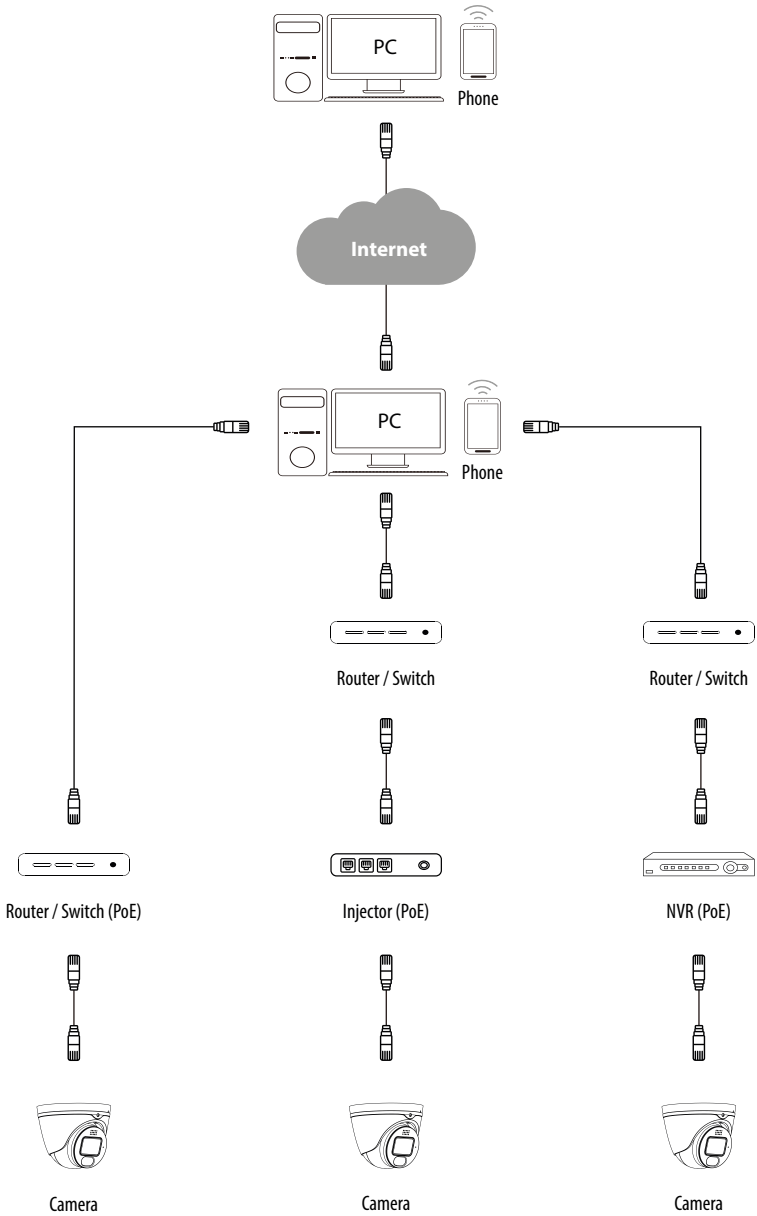 PC
Phone
Internet
PC
Phone
Router / Switch
Router / Switch
Router / Switch (PoE)
Injector (PoE)
NVR (PoE)
Camera
Camera
Camera